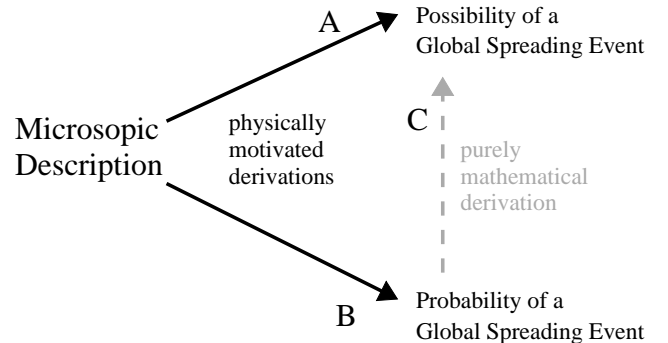 A
Possibility of a
Global Spreading Event
Microsopic
Description
physically
motivated
derivations
C
purely
mathematical
derivation
B
Probability of a
Global Spreading Event